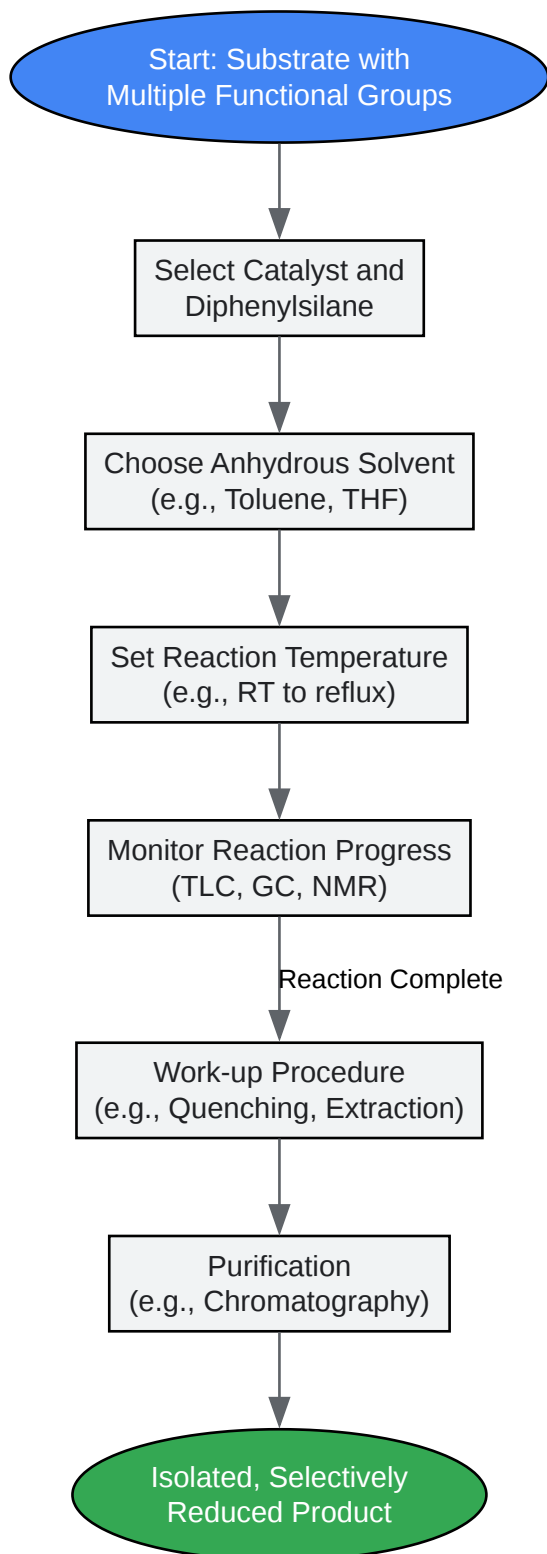 Start: Substrate with
Multiple Functional Groups
Select Catalyst and
Diphenylsilane
Choose Anhydrous Solvent
(e.g., Toluene, THF)
Set Reaction Temperature
(e.g., RT to reflux)
Monitor Reaction Progress
(TLC, GC, NMR)
Reaction Complete
Work-up Procedure
(e.g., Quenching, Extraction)
Purification
(e.g., Chromatography)
Isolated, Selectively
Reduced Product